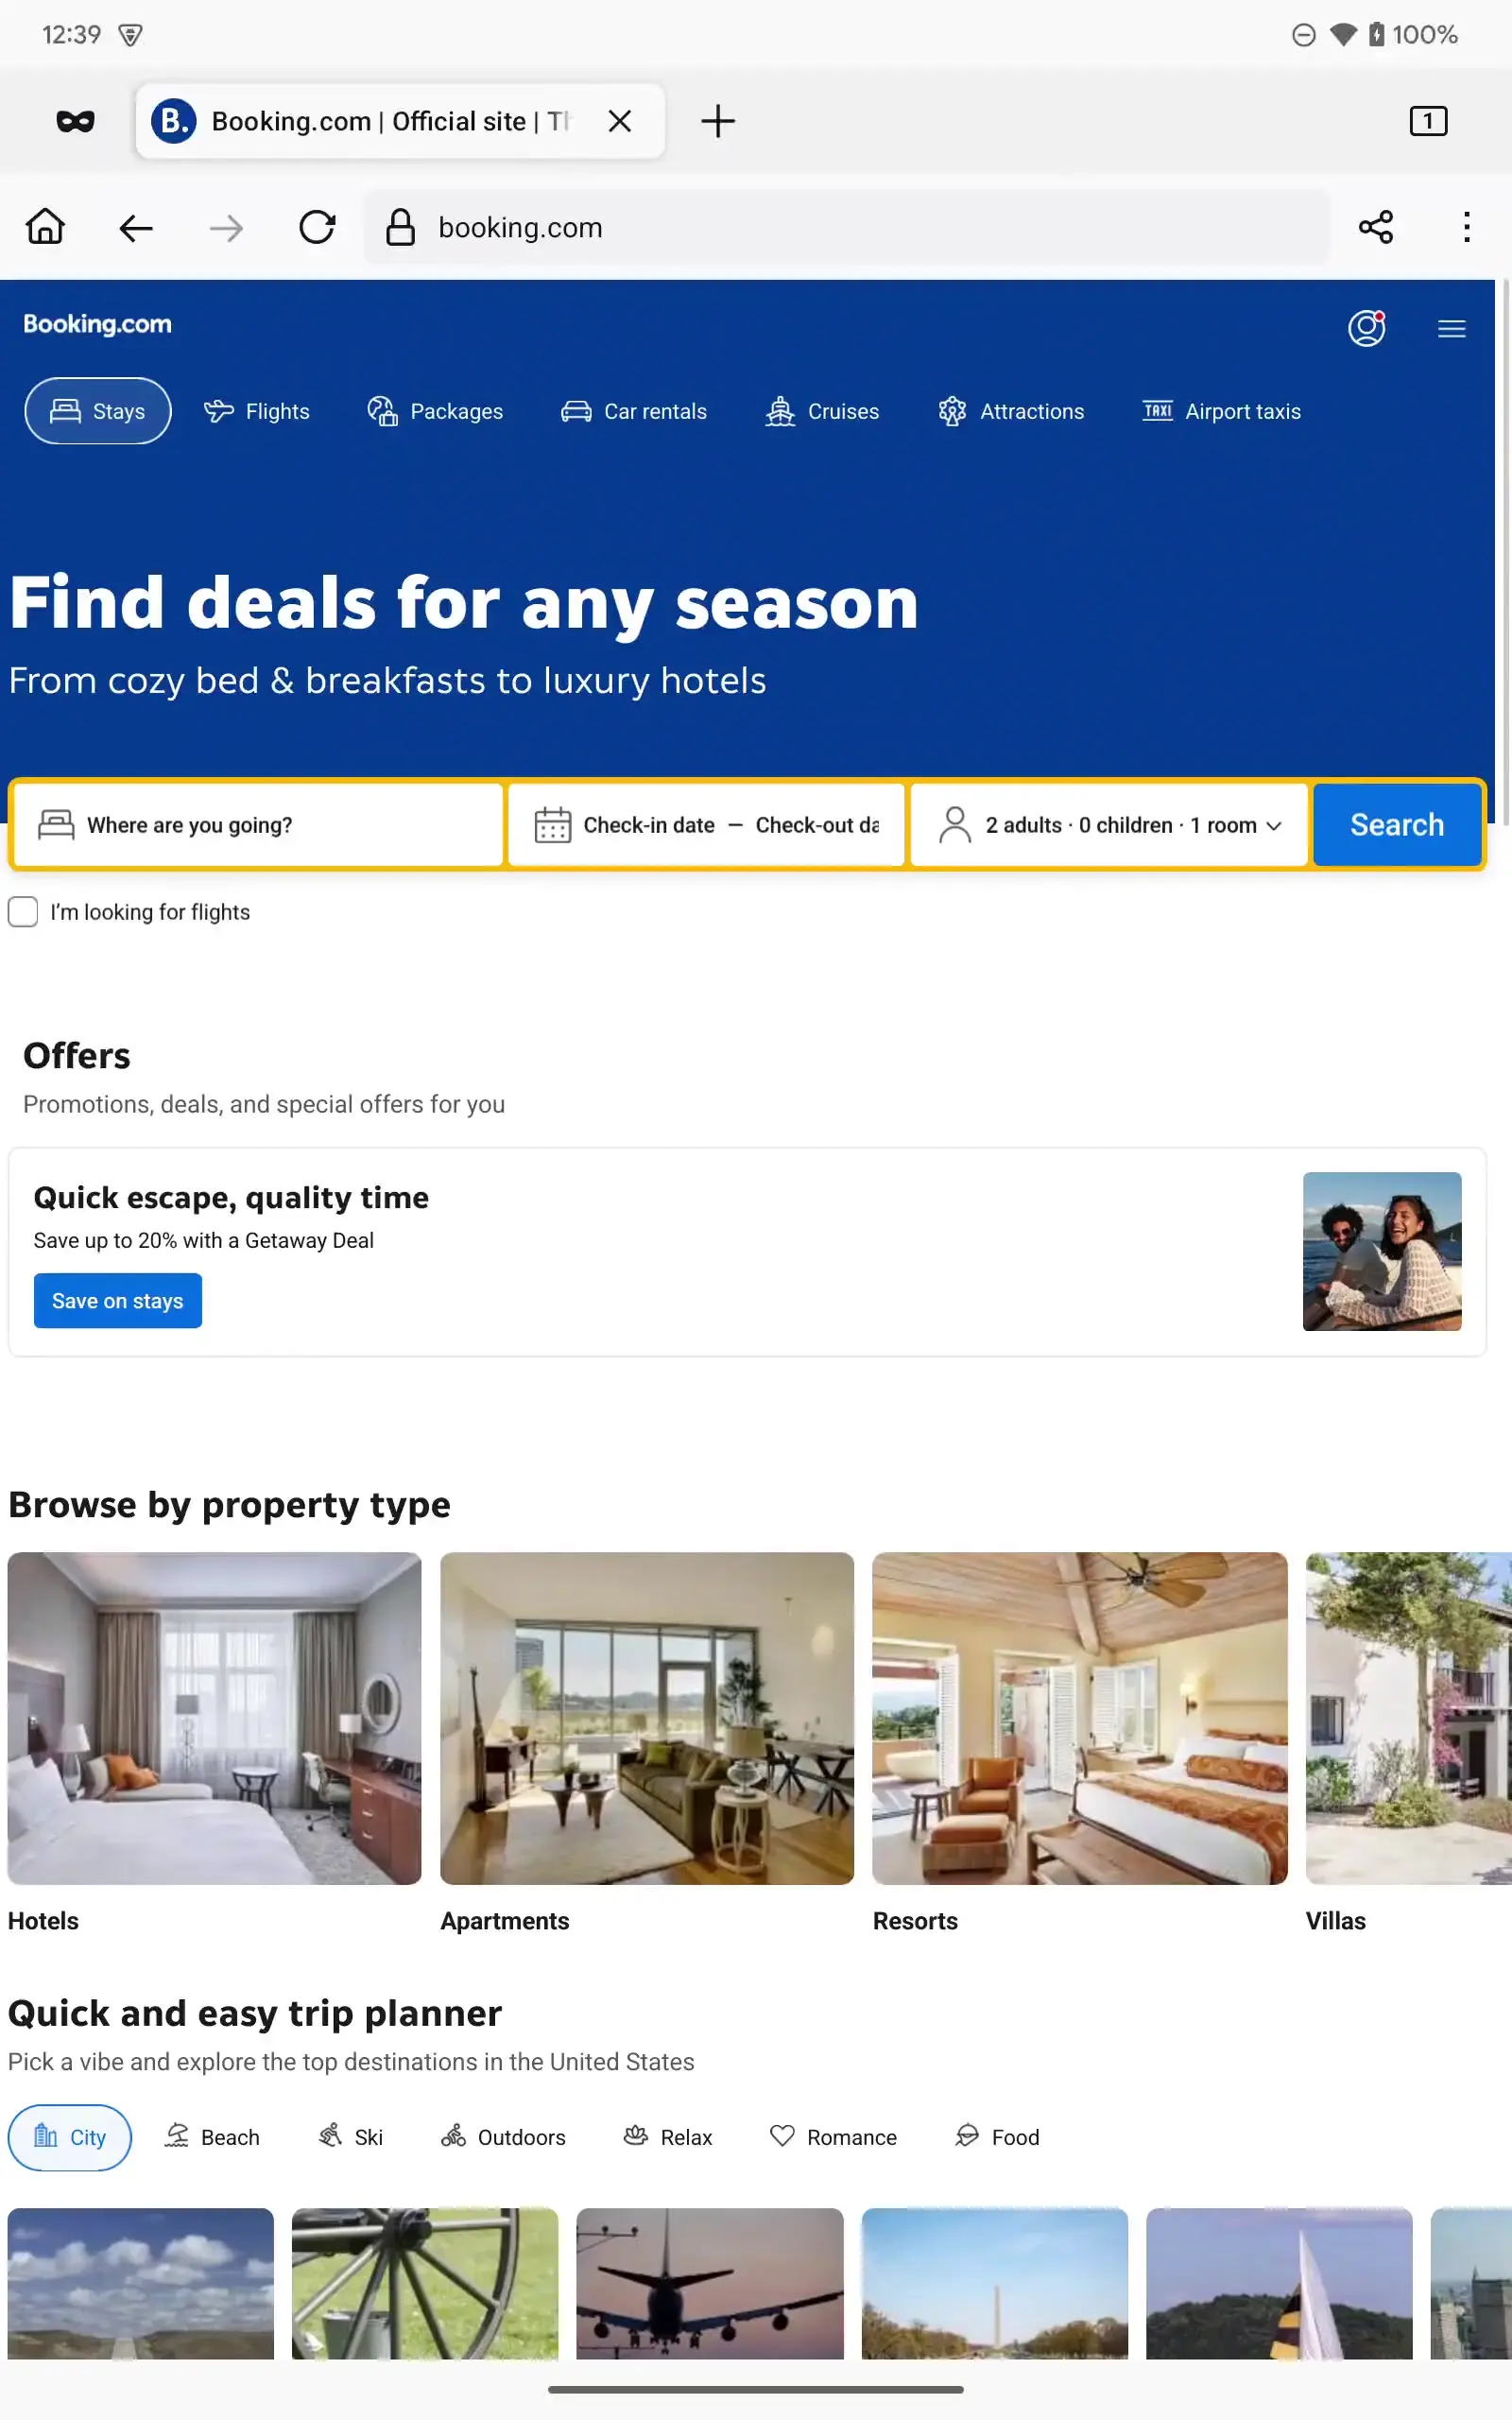 12:39
100%
B. Booking.com | Official site | Th
1
booking.com
Booking.com
Stays Flights Packages Car rentals Cruises Attractions TAXI Airport taxis
Find deals for any season
From cozy bed & breakfasts to luxury hotels
Where are you going? Check-in date — Check-out da 2 adults · 0 children · 1 room Search
I'm looking for flights
Offers
Promotions, deals, and special offers for you
Quick escape, quality time
Save up to 20% with a Getaway Deal
Save on stays
Browse by property type
Hotels Apartments Resorts Villas
Quick and easy trip planner
Pick a vibe and explore the top destinations in the United States
City Beach Ski Outdoors Relax Romance Food